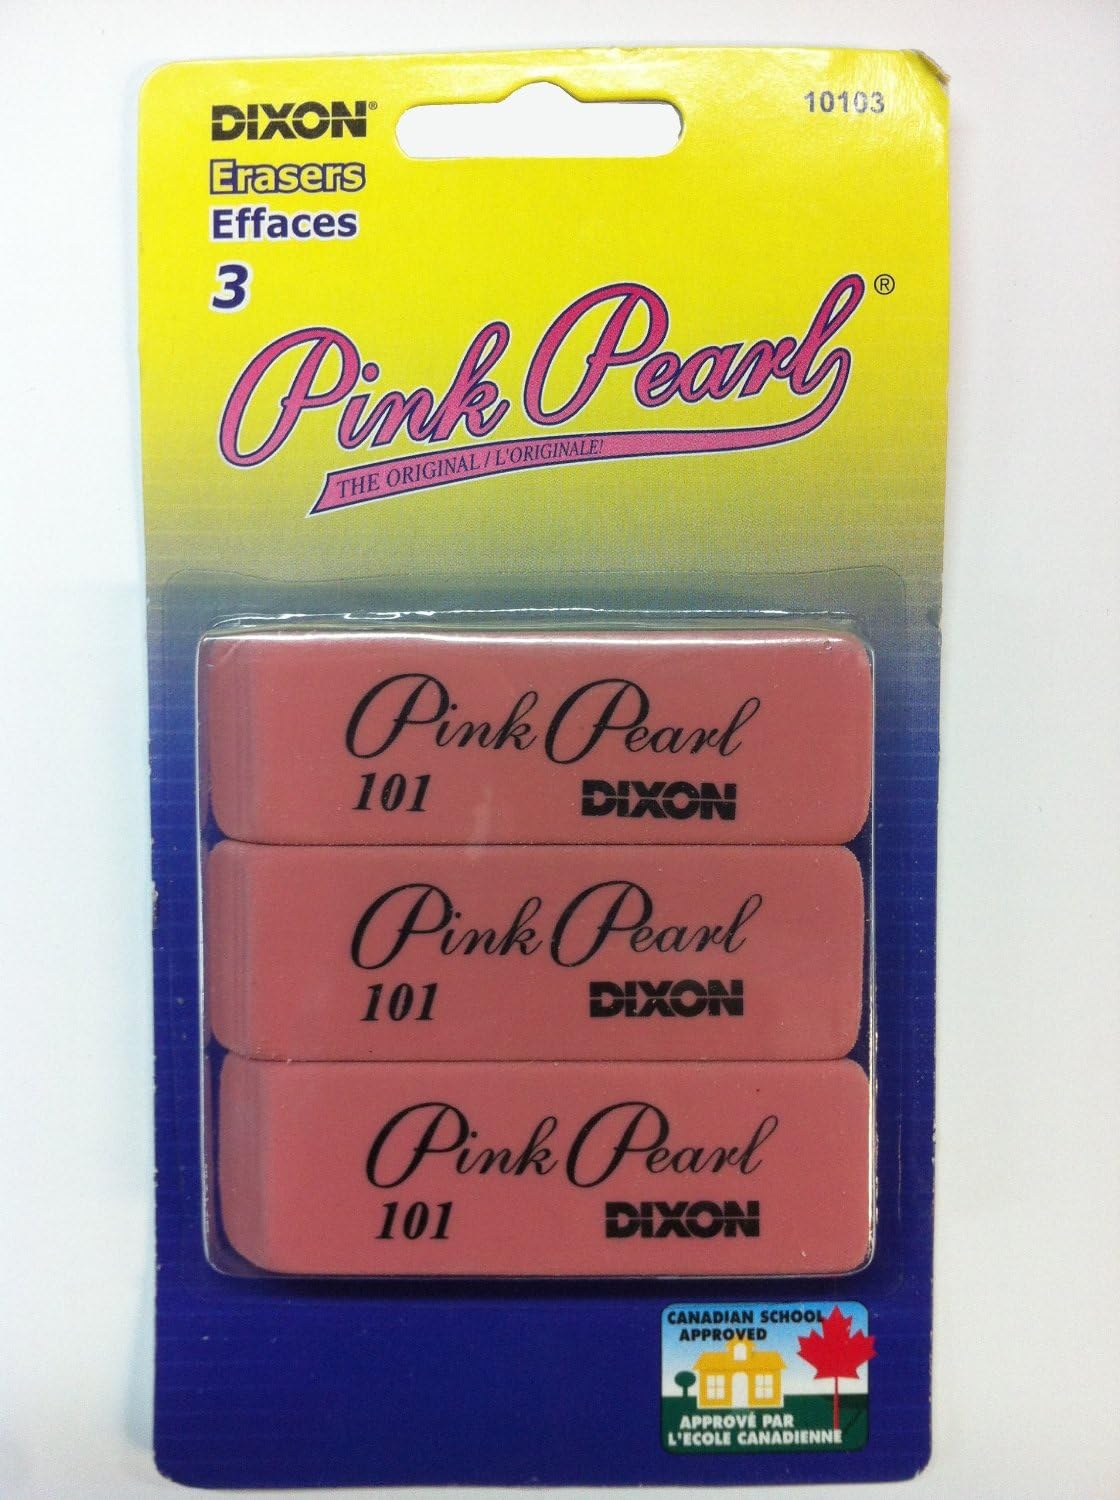 DIXON®
10103
Erasers
Effaces
3
Pink Pearl®
THE ORIGINAL / L'ORIGINALE!
Pink Pearl
101 DIXON
Pink Pearl
101 DIXON
Pink Pearl
101 DIXON
CANADIAN SCHOOL
APPROVED
APPROVÉ PAR
L'ECOLE CANADIENNE